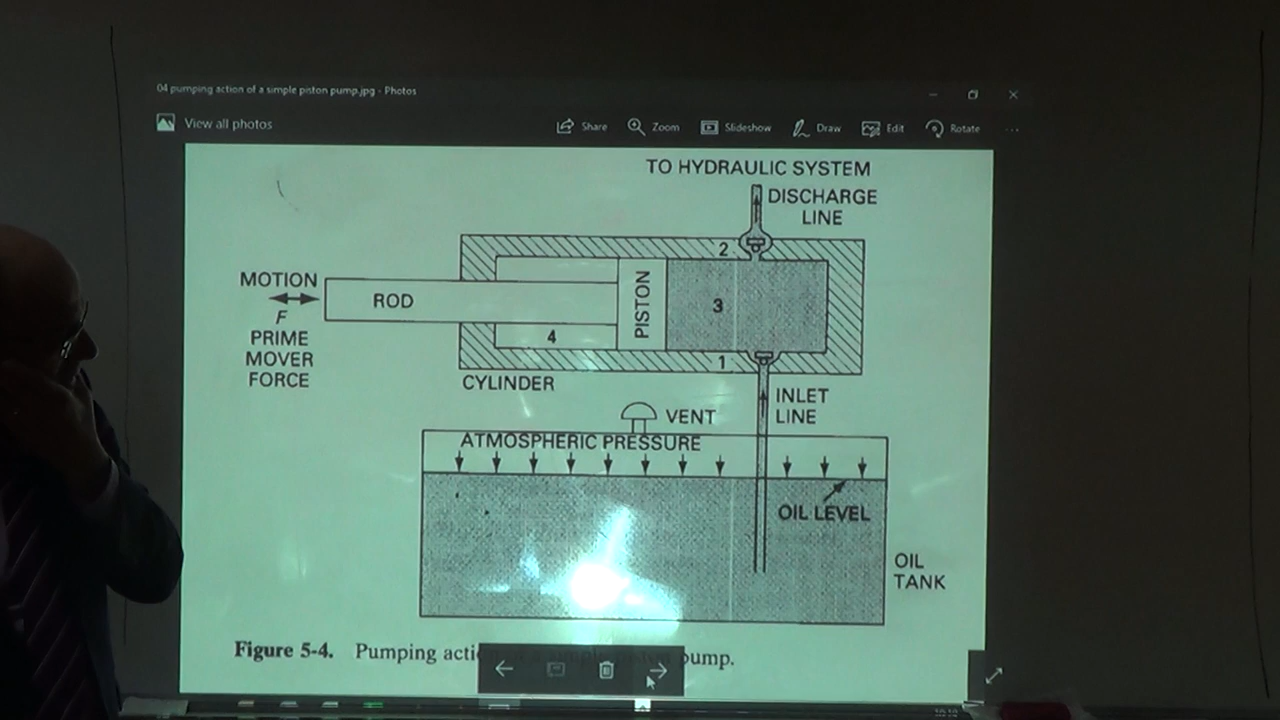 04 pumping action of a simple piston pump.jpg - Photos
View all photos
Share
Zoom
Slideshow
Draw
Edit
Rotate
TO HYDRAULIC SYSTEM
DISCHARGE
LINE
2
MOTION
F
PRIME
MOVER
FORCE
ROD
PISTON
3
4
1
CYLINDER
INLET
LINE
VENT
ATMOSPHERIC PRESSURE
OIL LEVEL
OIL
TANK
Figure 5-4. Pumping acti pump.